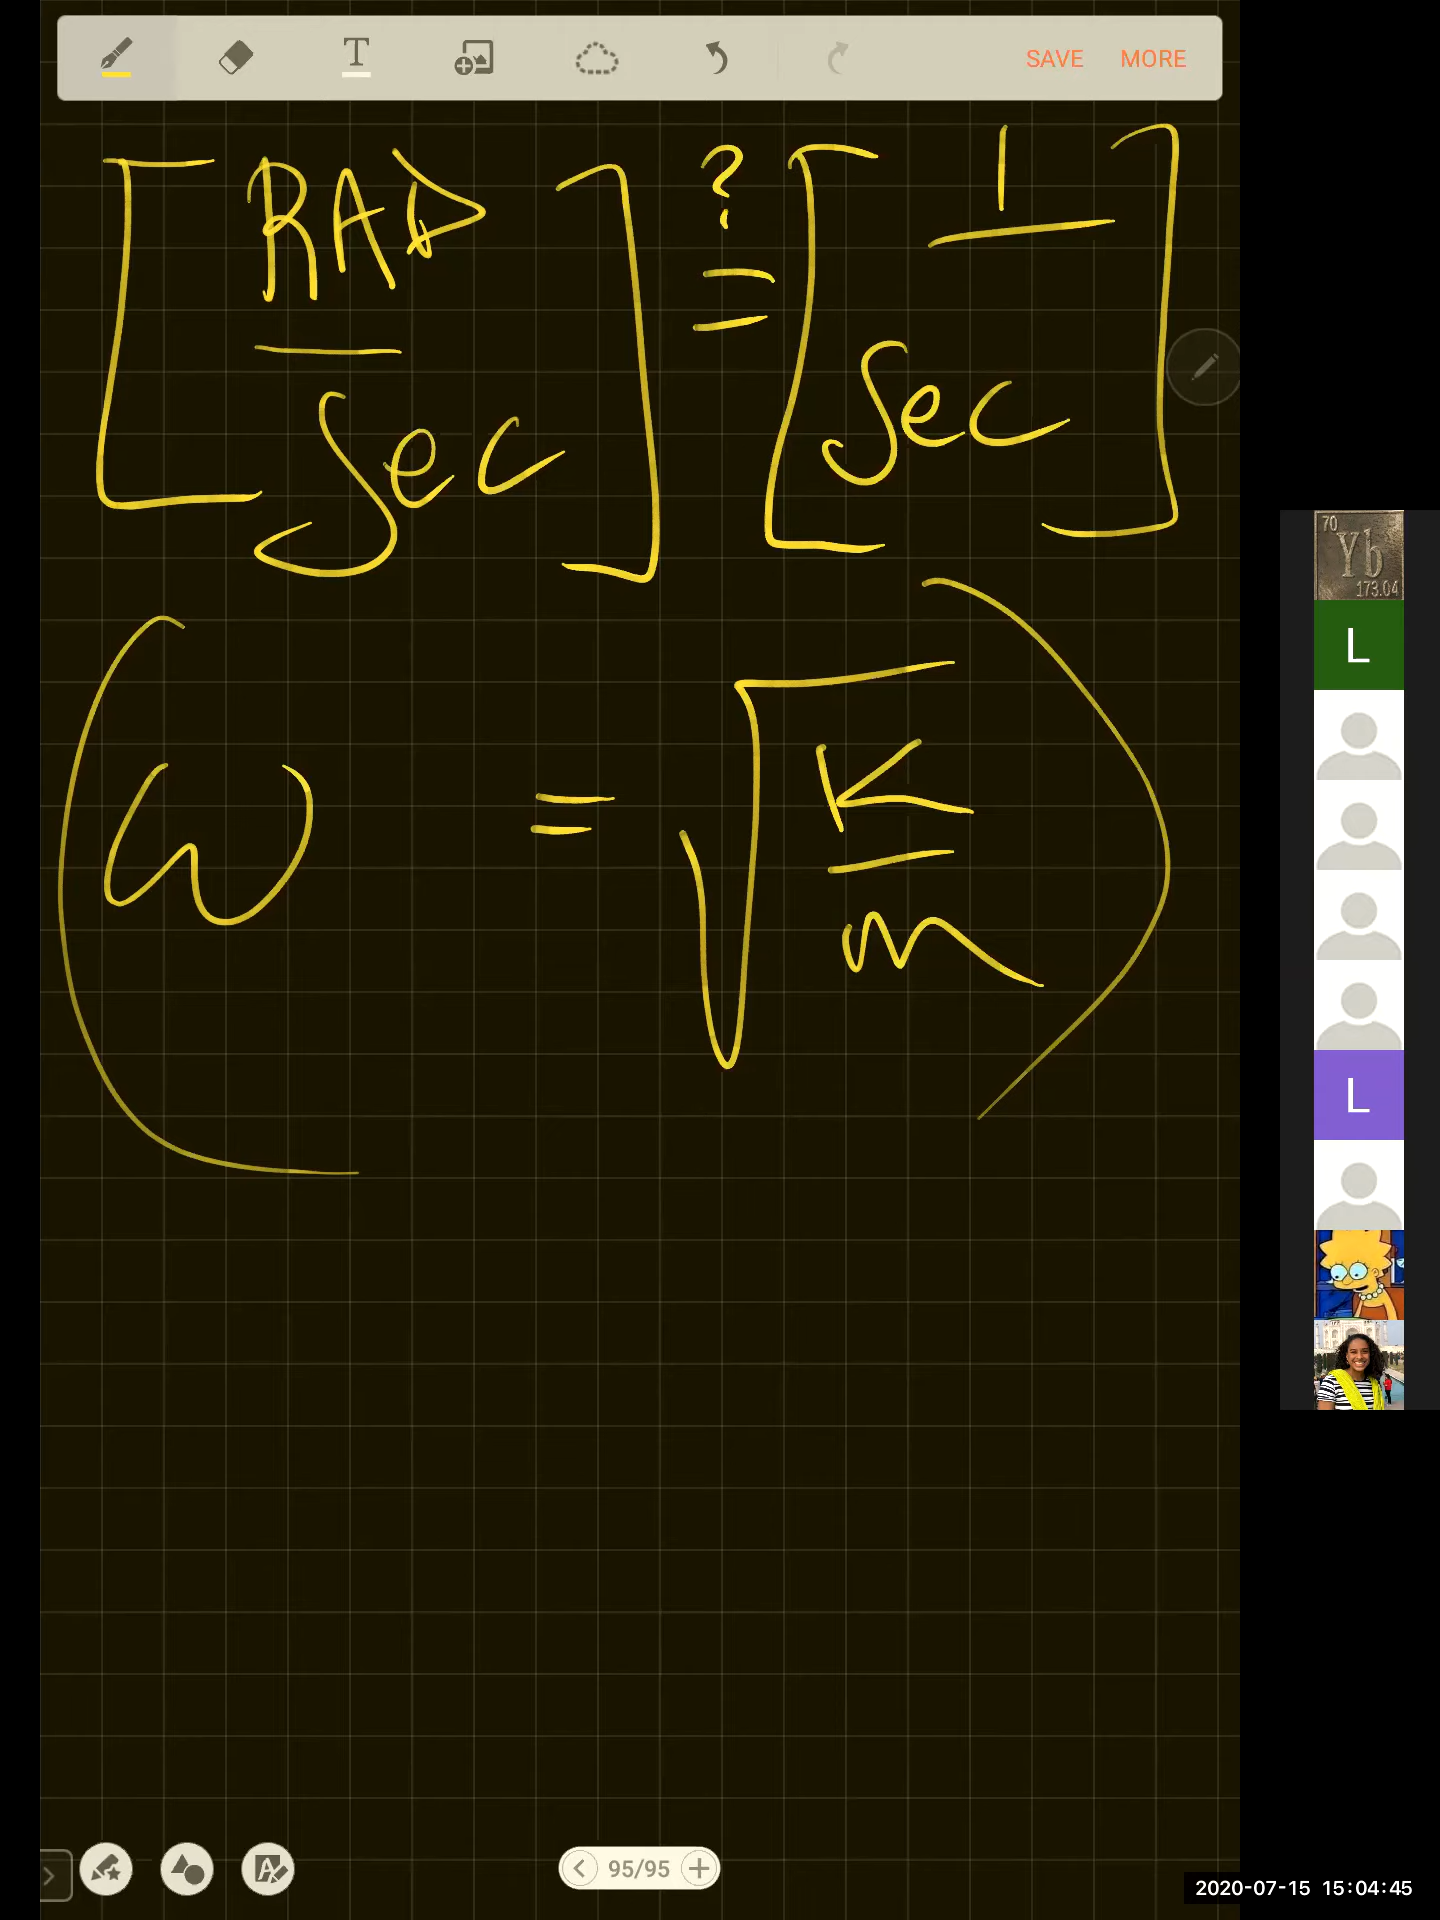 T SAVE MORE
[RAD/Sec] ?= [1/Sec]
(ω = √(K/m))
70
Yb
173.04
L
L
A
95/95
2020-07-15 15:04:45